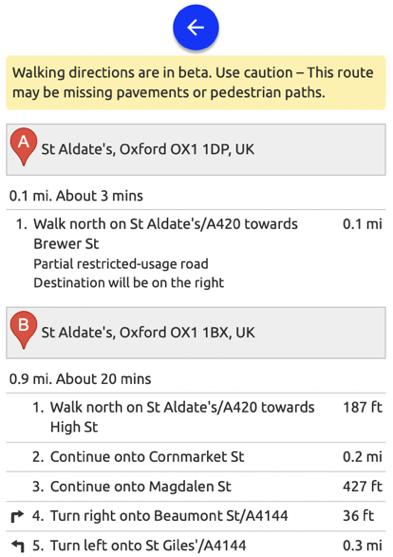 Walking directions are in beta. Use caution – This route
may be missing pavements or pedestrian paths.
A
St Aldate's, Oxford OX1 1DP, UK
0.1 mi. About 3 mins
1. Walk north on St Aldate's/A420 towards 0.1 mi
Brewer St
Partial restricted-usage road
Destination will be on the right
B
St Aldate's, Oxford OX1 1BX, UK
0.9 mi. About 20 mins
1. Walk north on St Aldate's/A420 towards 187 ft
High St
2. Continue onto Cornmarket St 0.2 mi
3. Continue onto Magdalen St 427 ft
4. Turn right onto Beaumont St/A4144 36 ft
5. Turn left onto St Giles'/A4144 0.3 mi